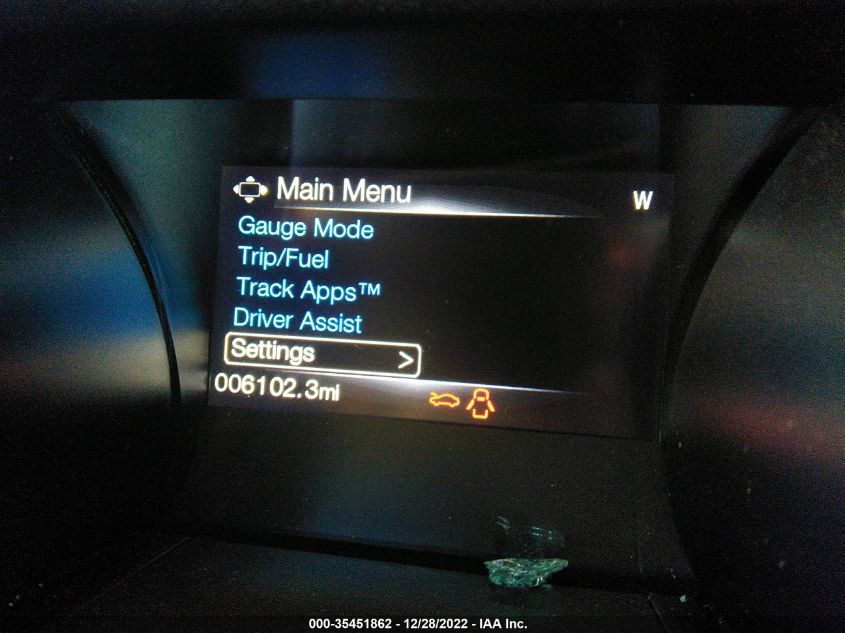 Main Menu
W
Gauge Mode
Trip/Fuel
Track Apps™
Driver Assist
Settings >
006102.3mi
000-35451862 - 12/28/2022 - IAA Inc.